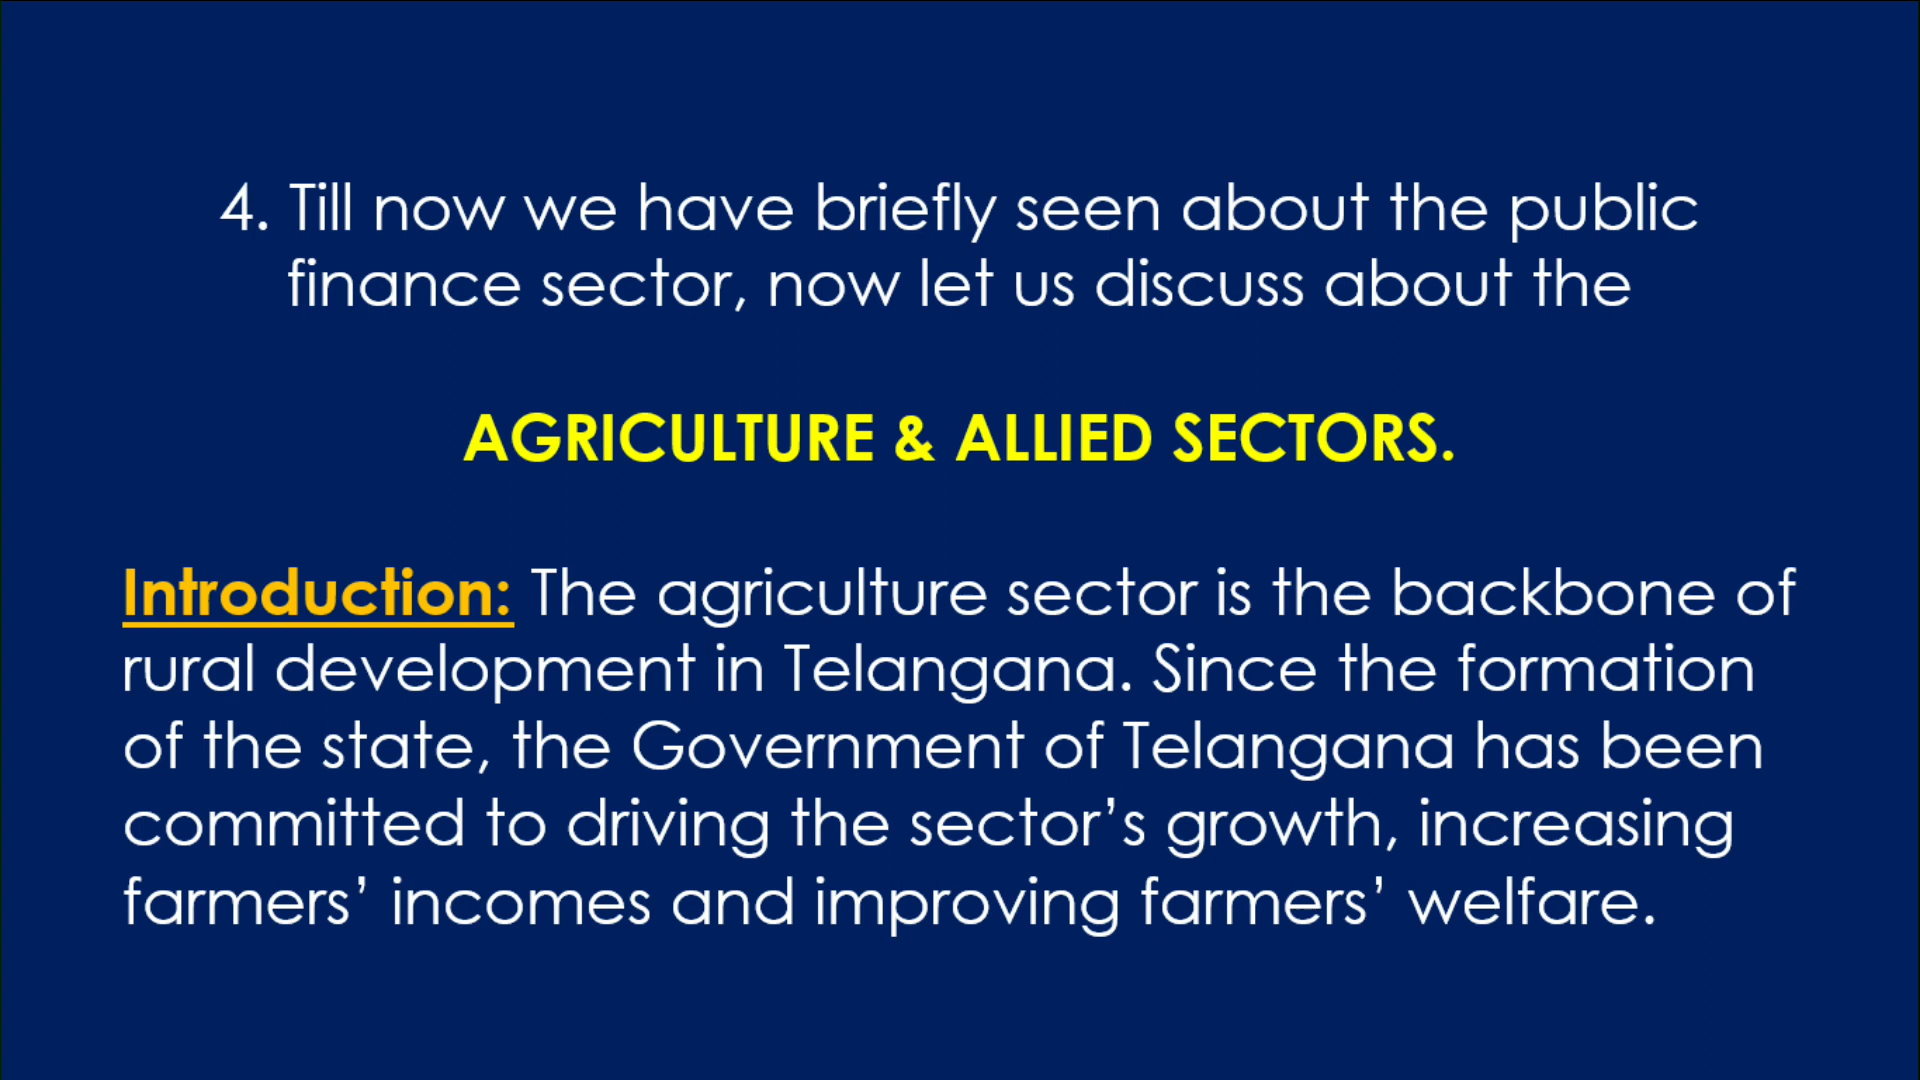 4. Till now we have briefly seen about the public
finance sector, now let us discuss about the
AGRICULTURE & ALLIED SECTORS.
Introduction: The agriculture sector is the backbone of
rural development in Telangana. Since the formation
of the state, the Government of Telangana has been
committed to driving the sector’s growth, increasing
farmers’ incomes and improving farmers’ welfare.